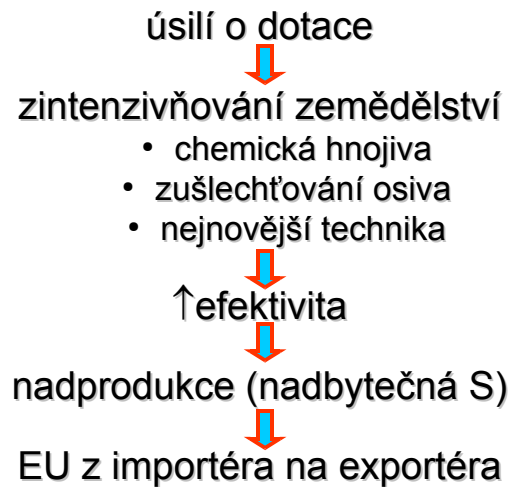 úsilí o dotace
zintenzivňování zemědělství
• chemická hnojiva
• zušlechťování osiva
• nejnovější technika
↑efektivita
nadprodukce (nadbytečná S)
EU z importéra na exportéra